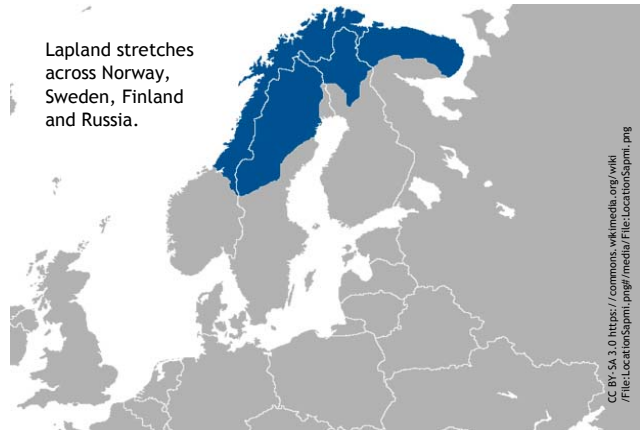 Lapland stretches
across Norway,
Sweden, Finland
and Russia.
CC BY-SA 3.0 https://commons.wikimedia.org/wiki
/File:LocationSapmi.png#/media/File:LocationSapmi.png